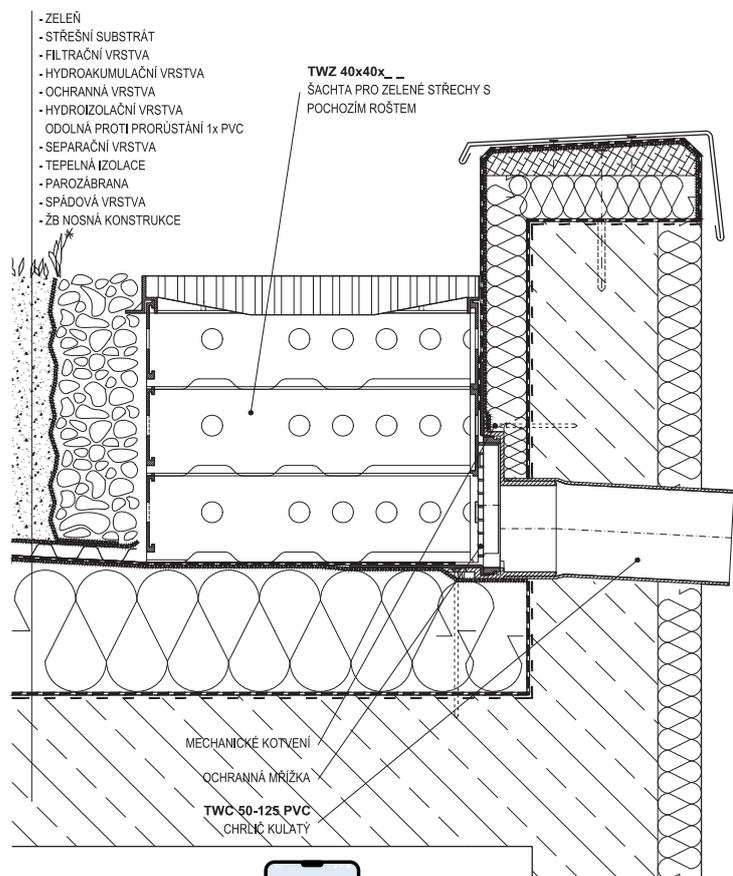 - ZELEŇ
- STŘEŠNÍ SUBSTRÁT
- FILTRAČNÍ VRSTVA
- HYDROAKUMULAČNÍ VRSTVA
- OCHRANNÁ VRSTVA
- HYDROIZOLAČNÍ VRSTVA
ODOLNÁ PROTI PRORŮSTÁNÍ 1x PVC
- SEPARAČNÍ VRSTVA
- TEPELNÁ IZOLACE
- PAROZÁBRANA
- SPÁDOVÁ VRSTVA
- ŽB NOSNÁ KONSTRUKCE
TWZ 40x40x_ _
ŠACHTA PRO ZELENÉ STŘECHY S
POCHOZÍM ROŠTEM
MECHANICKÉ KOTVENÍ
OCHRANNÁ MŘÍŽKA
TWC 50-125 PVC
CHRLIČ KULATÝ